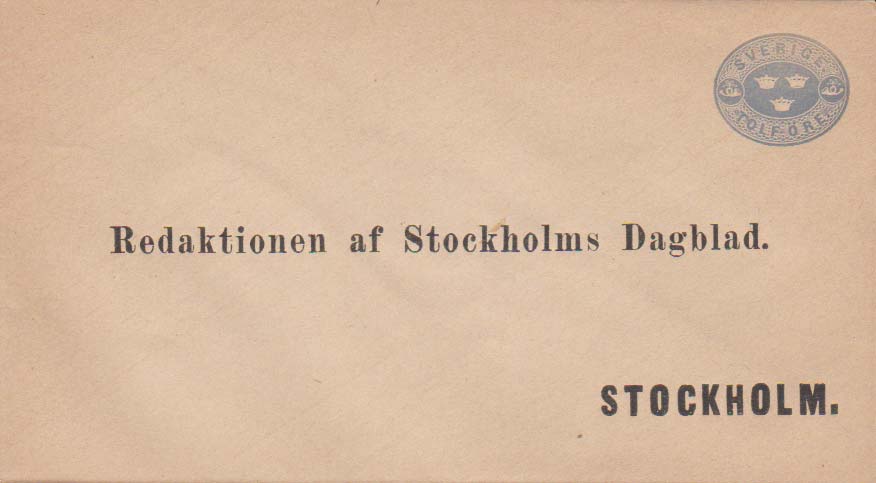 SVERIGE
TOLF ÖRE.
Redaktionen af Stockholms Dagblad.
STOCKHOLM.